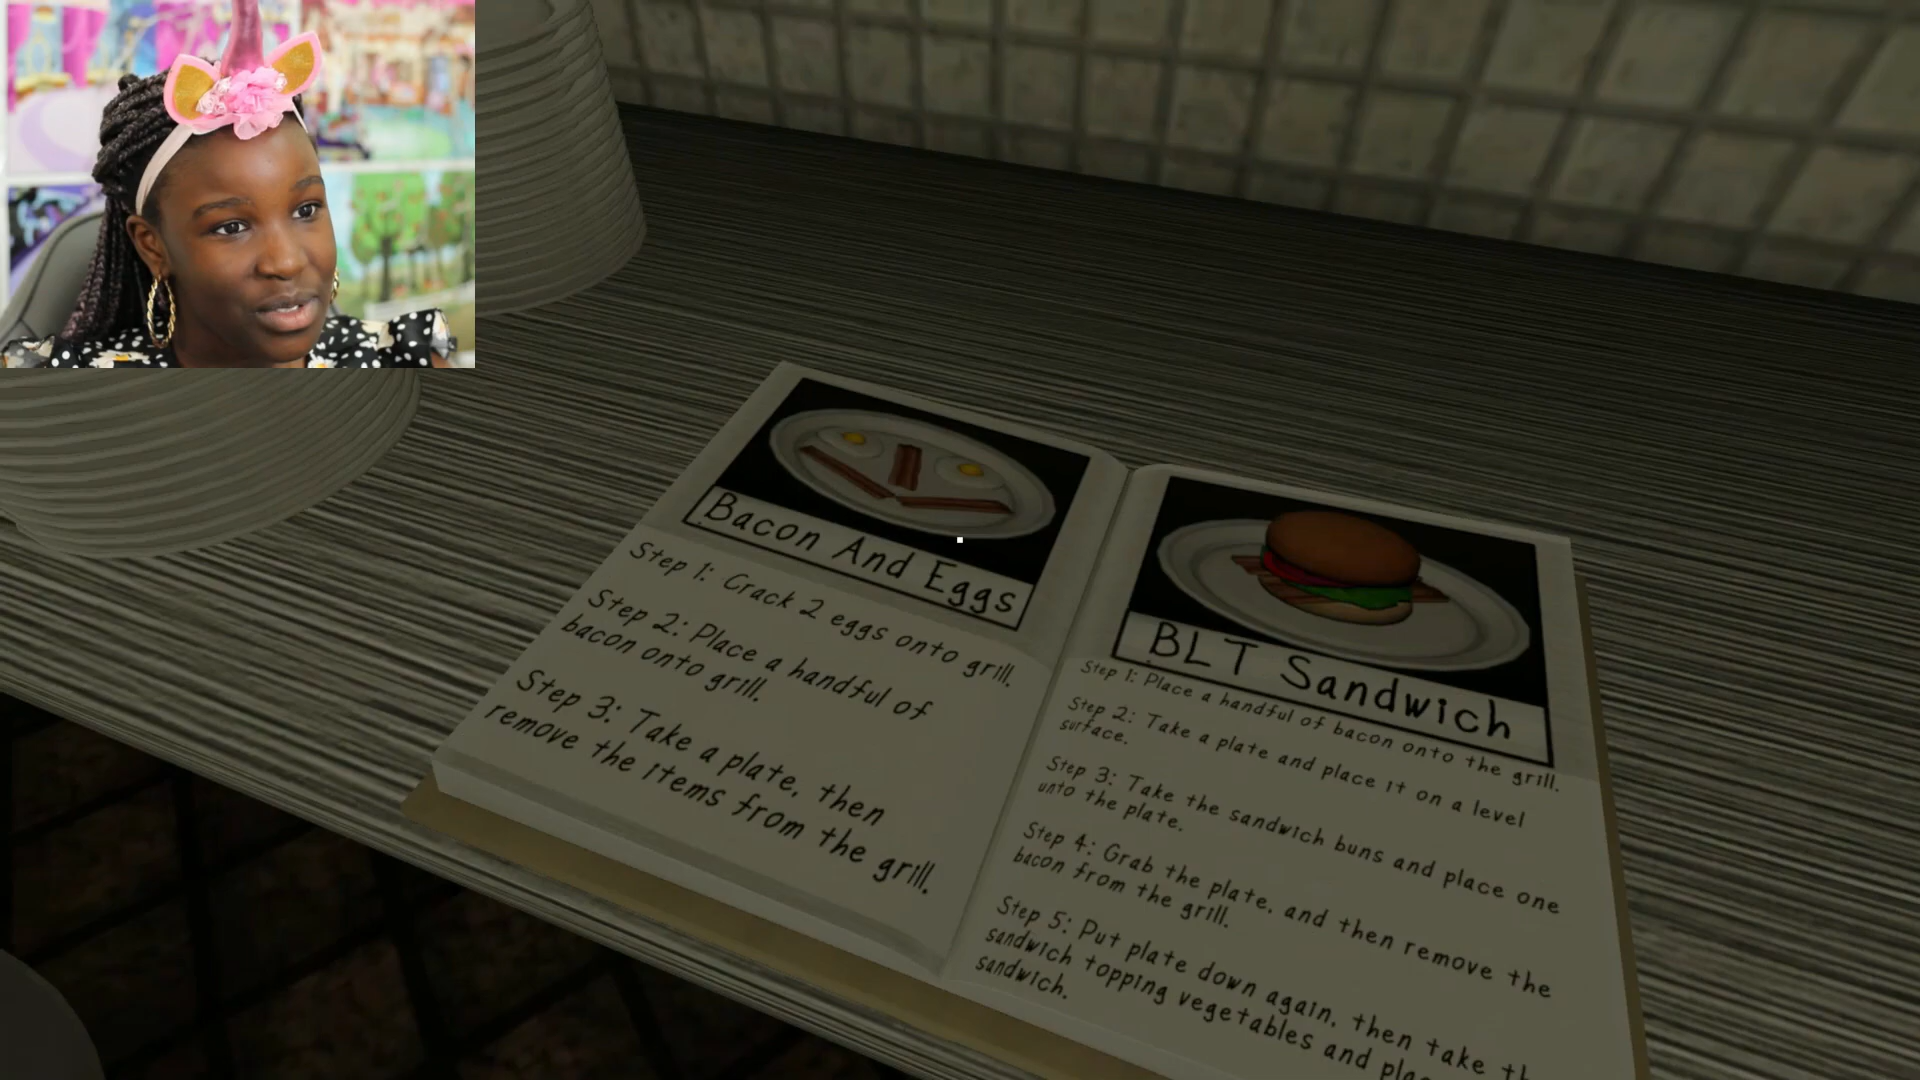 Bacon And Eggs
Step 1: Crack 2 eggs onto grill.
Step 2: Place a handful of
bacon onto grill.
Step 3: Take a plate, then
remove the items from the grill.
BLT Sandwich
Step 1: Place a handful of bacon onto the grill.
Step 2: Take a plate and place it on a level
surface.
Step 3: Take the sandwich buns and place one
unto the plate.
Step 4: Grab the plate, and then remove the
bacon from the grill.
Step 5: Put plate down again, then take
sandwich topping vegetables and
sandwich.